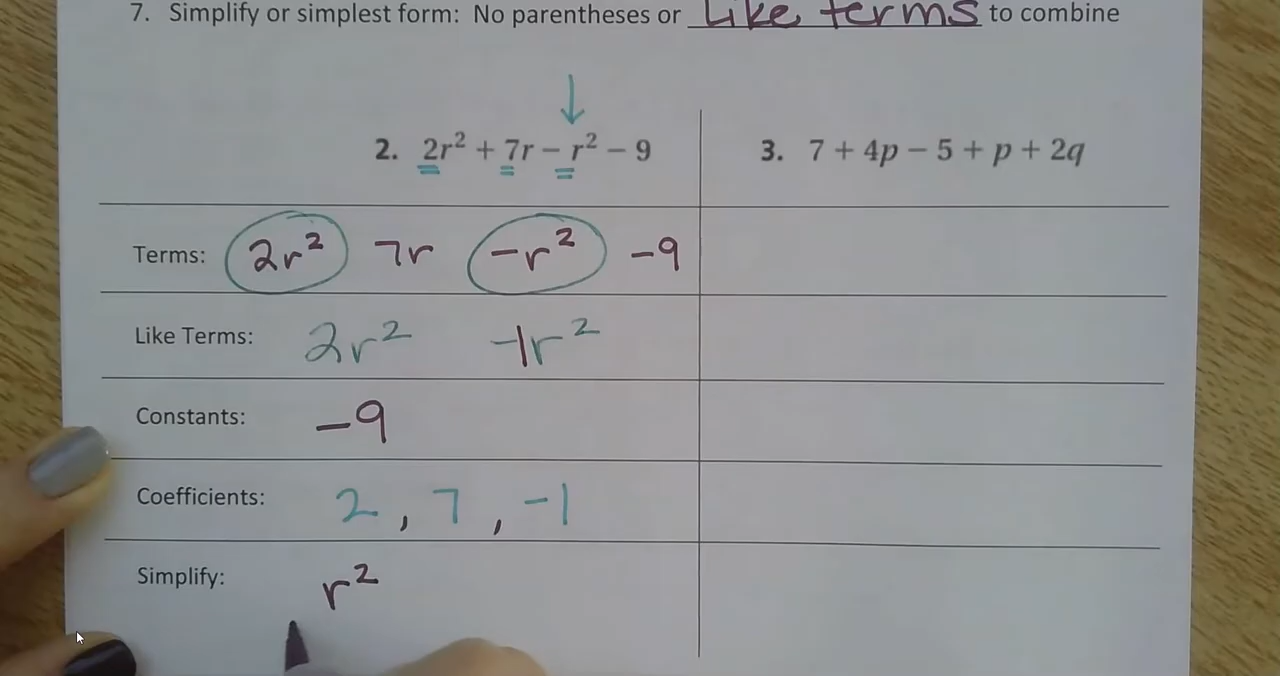 7. Simplify or simplest form: No parentheses or Like terms to combine
2. 2r² + 7r − r² − 9
3. 7 + 4p − 5 + p + 2q
Terms: 2r² 7r −r² −9
Like Terms: 2r² −1r²
Constants: −9
Coefficients: 2, 7, −1
Simplify: r²